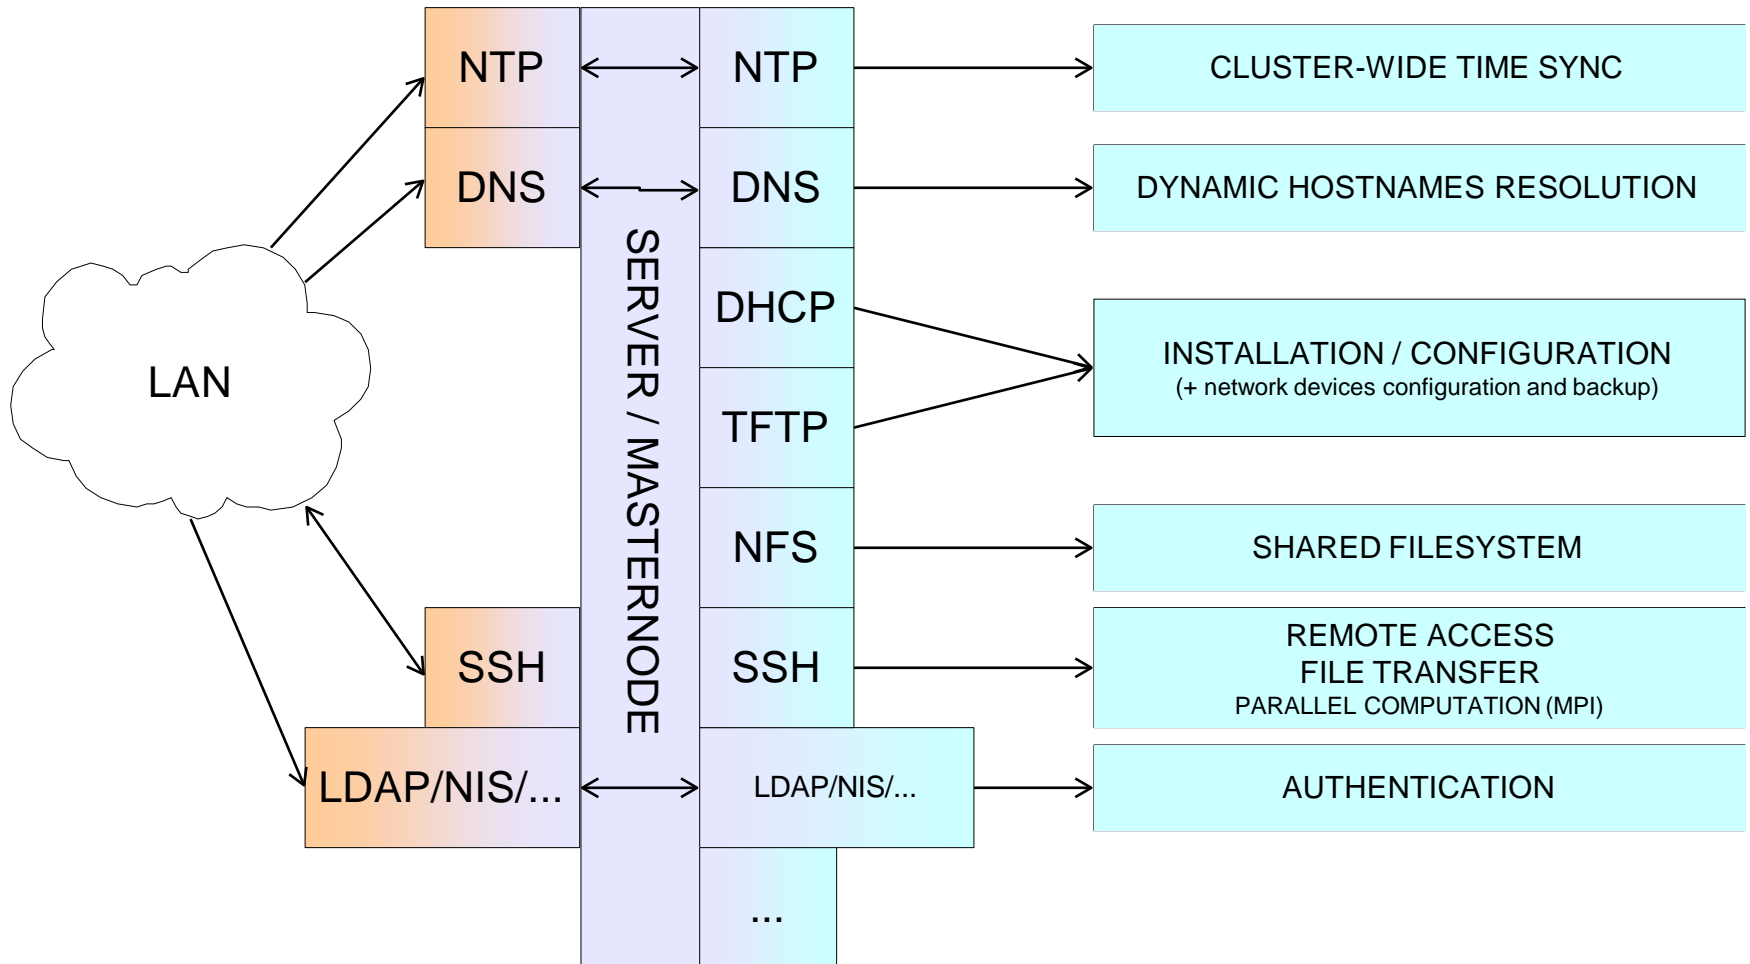 NTP
NTP
CLUSTER-WIDE TIME SYNC
DNS
DNS
DYNAMIC HOSTNAMES RESOLUTION
SERVER / MASTERNODE
DHCP
INSTALLATION / CONFIGURATION
(+ network devices configuration and backup)
LAN
TFTP
NFS
SHARED FILESYSTEM
SSH
SSH
REMOTE ACCESS
FILE TRANSFER
PARALLEL COMPUTATION (MPI)
LDAP/NIS/...
LDAP/NIS/...
AUTHENTICATION
...